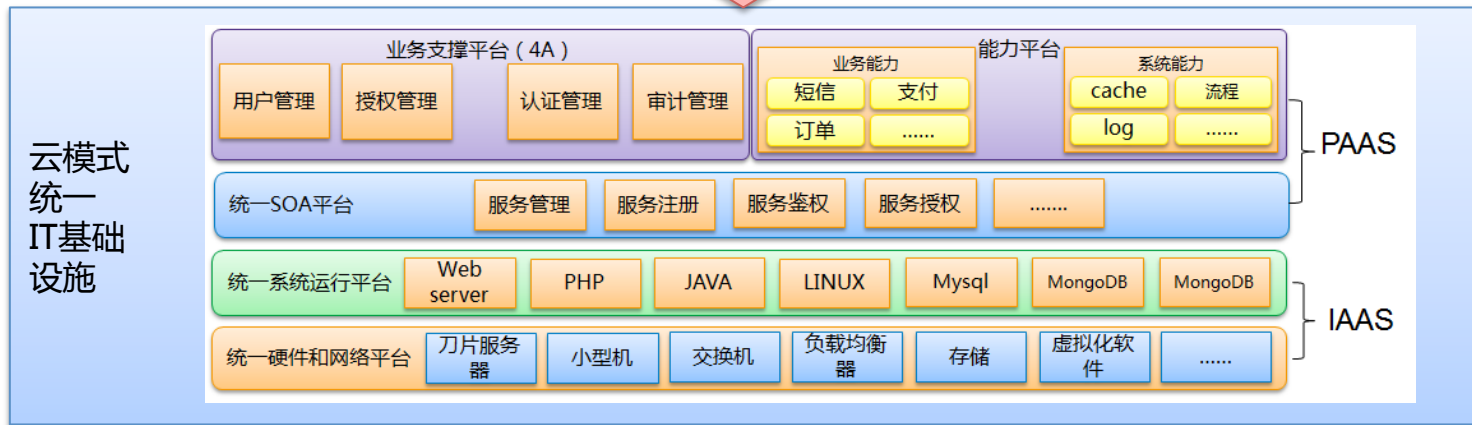 云模式
统一
IT基础
设施
业务支撑平台（4A）
用户管理
授权管理
认证管理
审计管理
能力平台
业务能力
短信
支付
订单
......
系统能力
cache
流程
log
......
PAAS
统一SOA平台
服务管理
服务注册
服务鉴权
服务授权
.......
统一系统运行平台
Web
server
PHP
JAVA
LINUX
Mysql
MongoDB
MongoDB
IAAS
统一硬件和网络平台
刀片服务
器
小型机
交换机
负载均衡
器
存储
虚拟化软
件
......